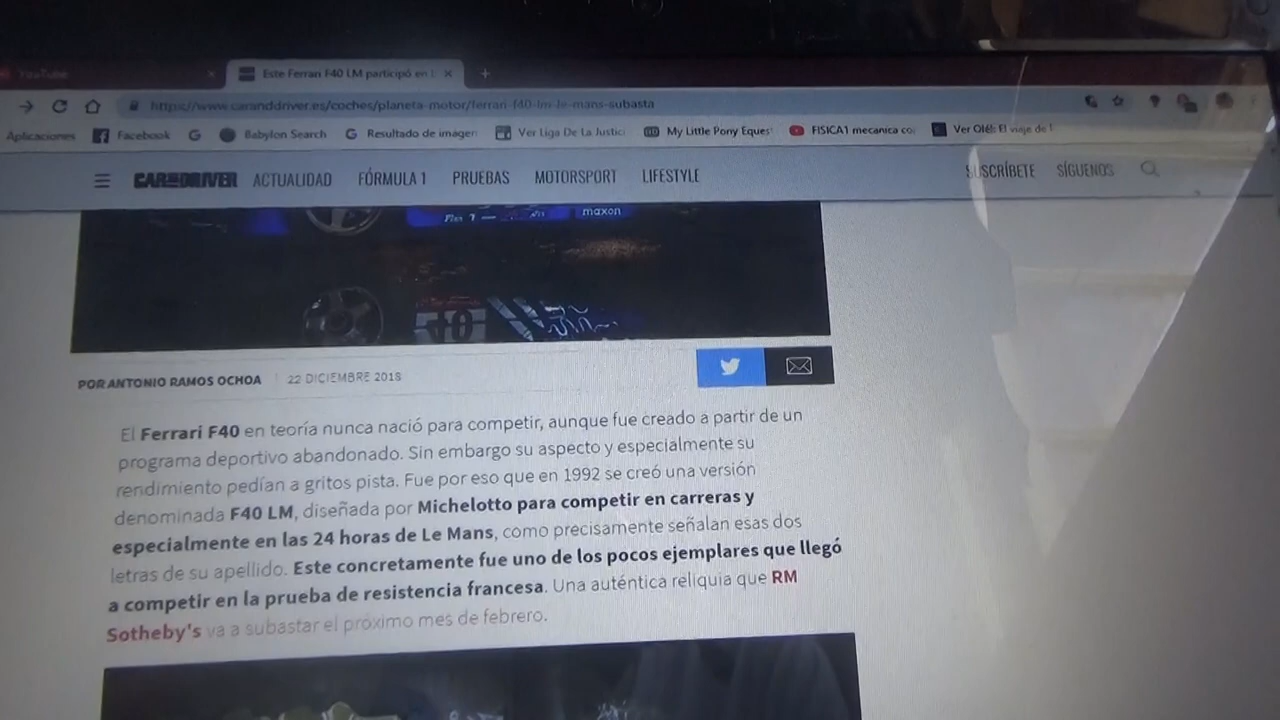 YouTube
Este Ferrari F40 LM participó en
https://www.caranddriver.es/coches/planeta-motor/ferrari-f40-lm-le-mans-subasta
Aplicaciones Facebook Babylon Search Resultado de imagen Ver Liga De La Justici My Little Pony Equest FISICA1 mecanica co Ver Olé: El viaje de
CAR AND DRIVER ACTUALIDAD FÓRMULA 1 PRUEBAS MOTORSPORT LIFESTYLE SUSCRÍBETE SÍGUENOS
maxon
40
POR ANTONIO RAMOS OCHOA 22 DICIEMBRE 2018
El Ferrari F40 en teoría nunca nació para competir, aunque fue creado a partir de un
programa deportivo abandonado. Sin embargo su aspecto y especialmente su
rendimiento pedían a gritos pista. Fue por eso que en 1992 se creó una versión
denominada F40 LM, diseñada por Michelotto para competir en carreras y
especialmente en las 24 horas de Le Mans, como precisamente señalan esas dos
letras de su apellido. Este concretamente fue uno de los pocos ejemplares que llegó
a competir en la prueba de resistencia francesa. Una auténtica reliquia que RM
Sotheby's va a subastar el próximo mes de febrero.